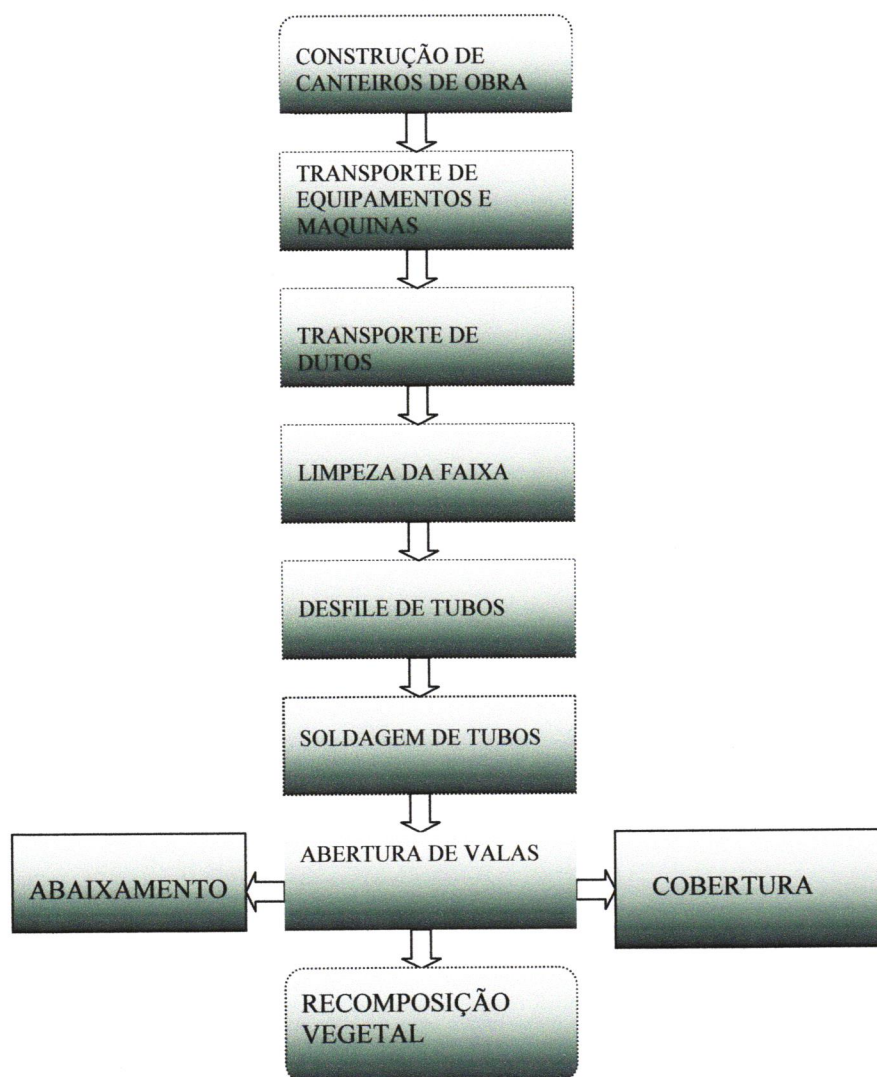 CONSTRUÇÃO DE
CANTEIROS DE OBRA
TRANSPORTE DE
EQUIPAMENTOS E
MAQUINAS
TRANSPORTE DE
DUTOS
LIMPEZA DA FAIXA
DESFILE DE TUBOS
SOLDAGEM DE TUBOS
ABERTURA DE VALAS
ABAIXAMENTO
COBERTURA
RECOMPOSIÇÃO
VEGETAL